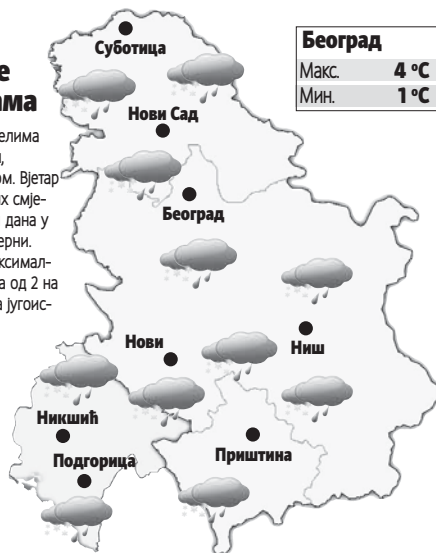 е
ама
елима
,
ом. Вјетар
их смје-
дана у
ерни.
ксимал-
а од 2 на
а југоис-
Београд
Макс. 4 °C
Мин. 1 °C
Суботица
Нови Сад
Београд
Нови
Ниш
Никшић
Подгорица
Приштина